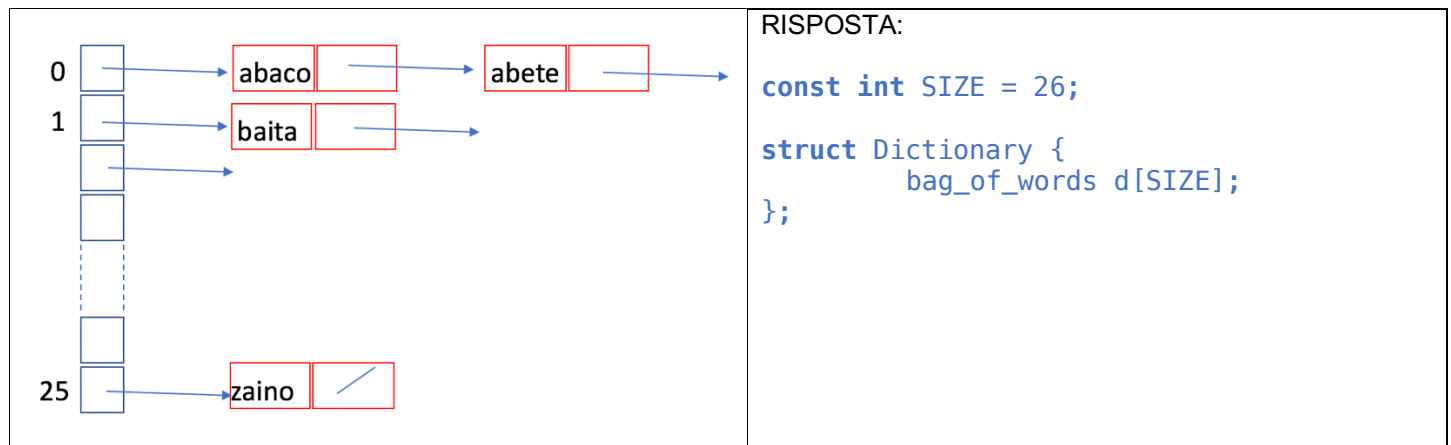 0 abaco abete
1 baita
25 zaino
RISPOSTA:
const int SIZE = 26;
struct Dictionary {
bag_of_words d[SIZE];
};